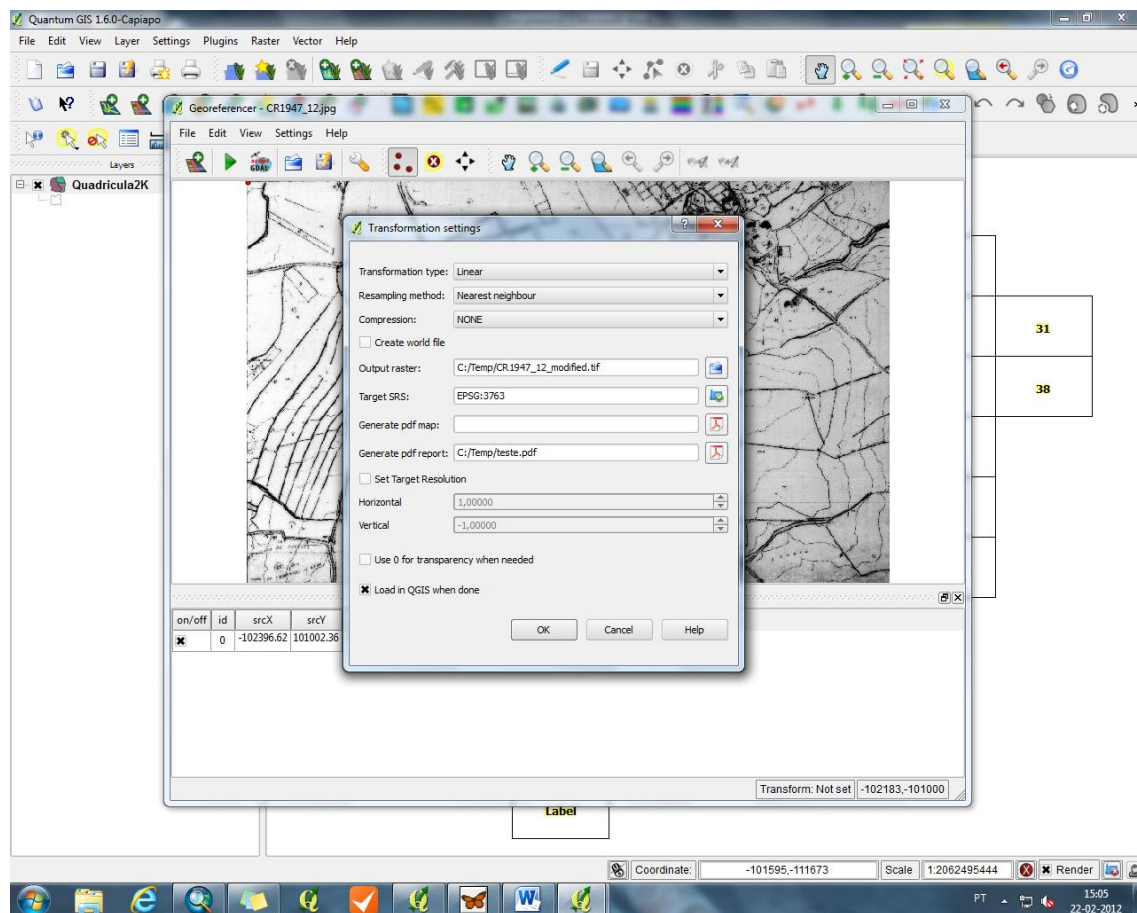 Quantum GIS 1.6.0-Capiapo
File Edit View Layer Settings Plugins Raster Vector Help
Layers
Quadricula2K
Georeferencer - CR1947_12.jpg
File Edit View Settings Help
GDAL
Transformation settings
Transformation type: Linear
Resampling method: Nearest neighbour
Compression: NONE
Create world file
Output raster: C:/Temp/CR1947_12_modified.tif
Target SRS: EPSG:3763
Generate pdf map:
Generate pdf report: C:/Temp/teste.pdf
Set Target Resolution
Horizontal 1,00000
Vertical -1,00000
Use 0 for transparency when needed
Load in QGIS when done
OK Cancel Help
31
38
on/off id srcX srcY
0 -102396.62 101002.36
Transform: Not set -102183,-101000
Label
Coordinate: -101595,-111673 Scale 1:2062495444 Render
PT 15:05
22-02-2012